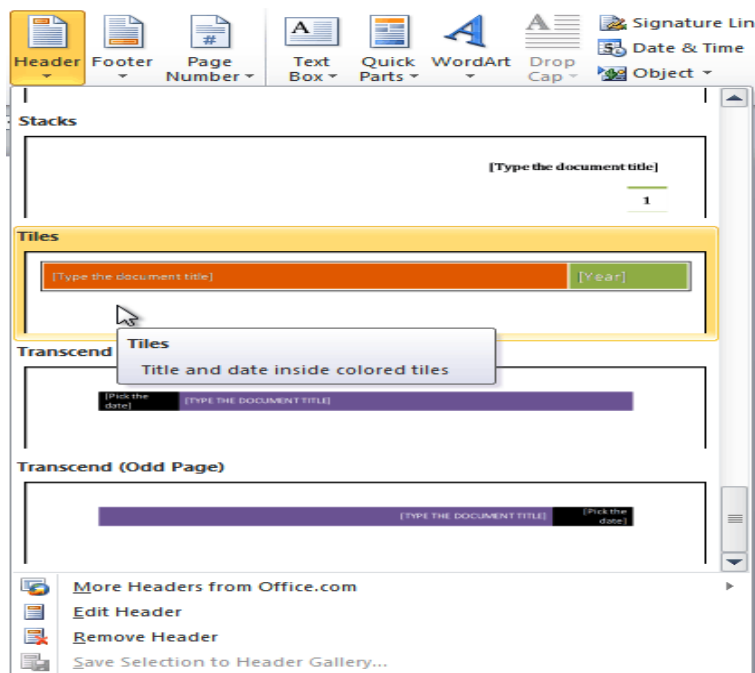 Header Footer Page Number Text Box Quick Parts WordArt Drop Cap
Signature Lin
Date & Time
Object
Stacks
[Type the document title]
1
Tiles
[Type the document title] [Year]
Tiles
Title and date inside colored tiles
Transcend
[Pick the date] [TYPE THE DOCUMENT TITLE]
Transcend (Odd Page)
[TYPE THE DOCUMENT TITLE] [Pick the date]
More Headers from Office.com
Edit Header
Remove Header
Save Selection to Header Gallery...